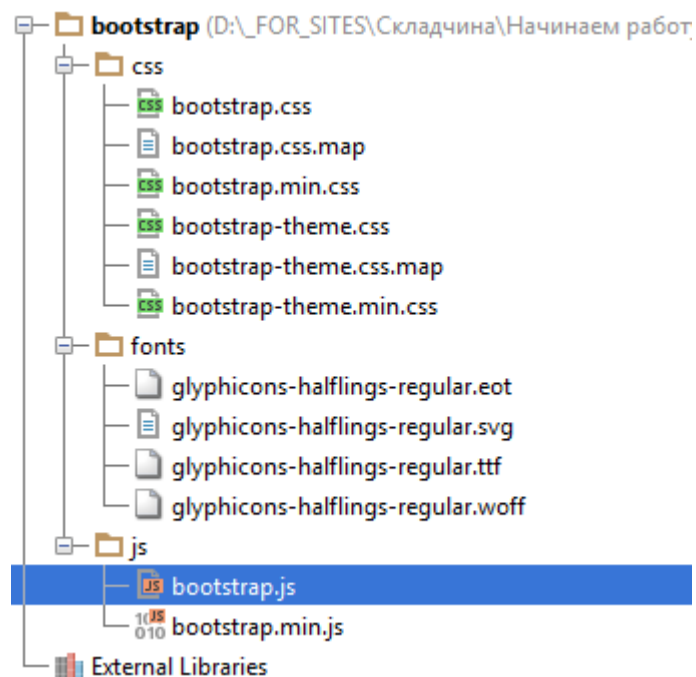 bootstrap (D:\_FOR_SITES\Складчина\Начинаем работу
css
bootstrap.css
bootstrap.css.map
bootstrap.min.css
bootstrap-theme.css
bootstrap-theme.css.map
bootstrap-theme.min.css
fonts
glyphicons-halflings-regular.eot
glyphicons-halflings-regular.svg
glyphicons-halflings-regular.ttf
glyphicons-halflings-regular.woff
js
bootstrap.js
bootstrap.min.js
External Libraries